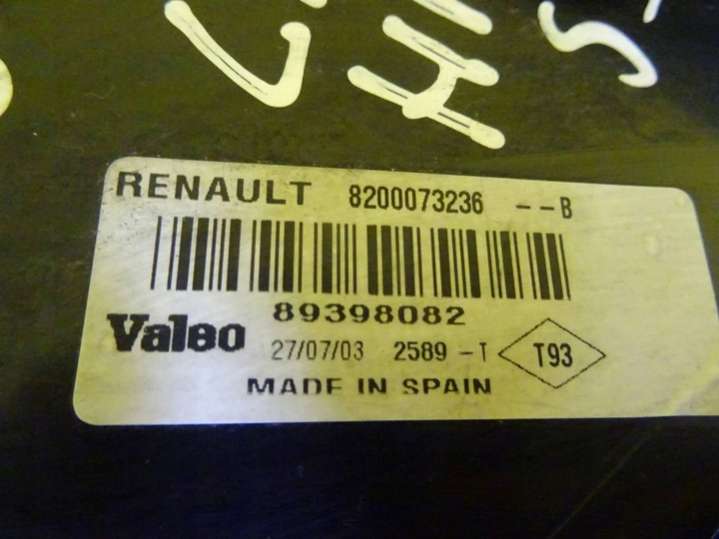 RENAULT 8200073236 --B
89398082
Valeo 27/07/03 2589 -T T93
MADE IN SPAIN